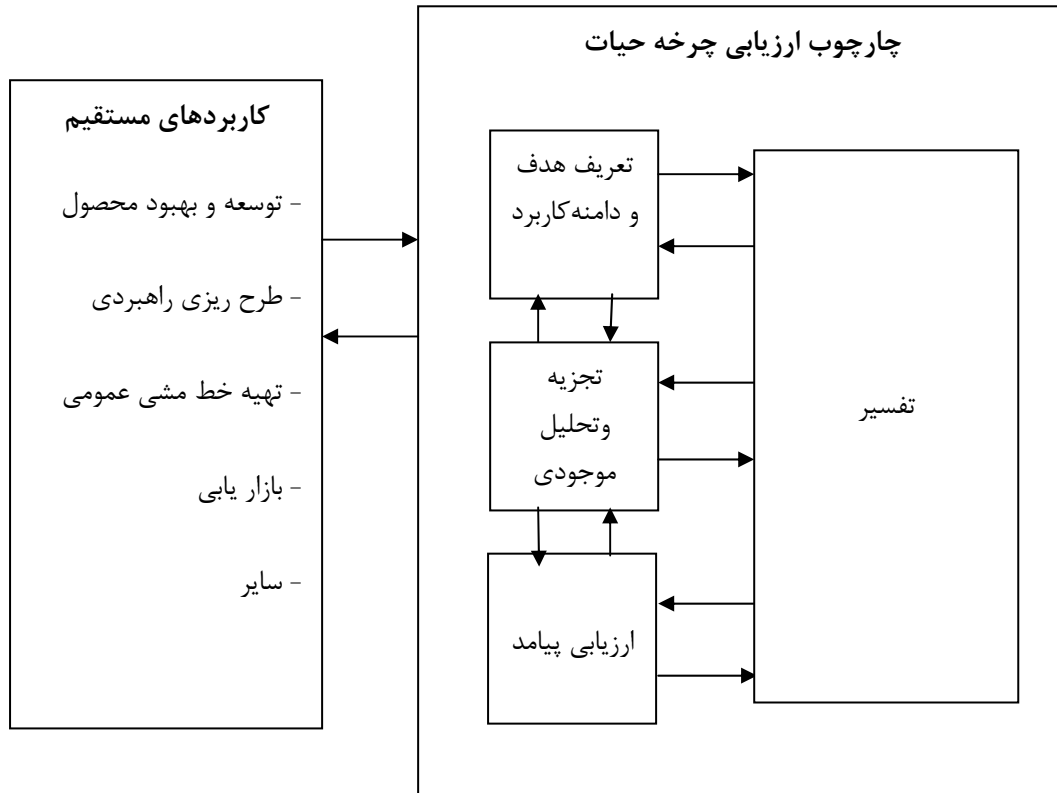 چارچوب ارزیابی چرخه حیات
تعریف هدف
و دامنه‌کاربرد
تجزیه
وتحلیل
موجودی
ارزیابی پیامد
تفسیر
کاربردهای مستقیم
- توسعه و بهبود محصول
- طرح ریزی راهبردی
- تهیه خط مشی عمومی
- بازار یابی
- سایر